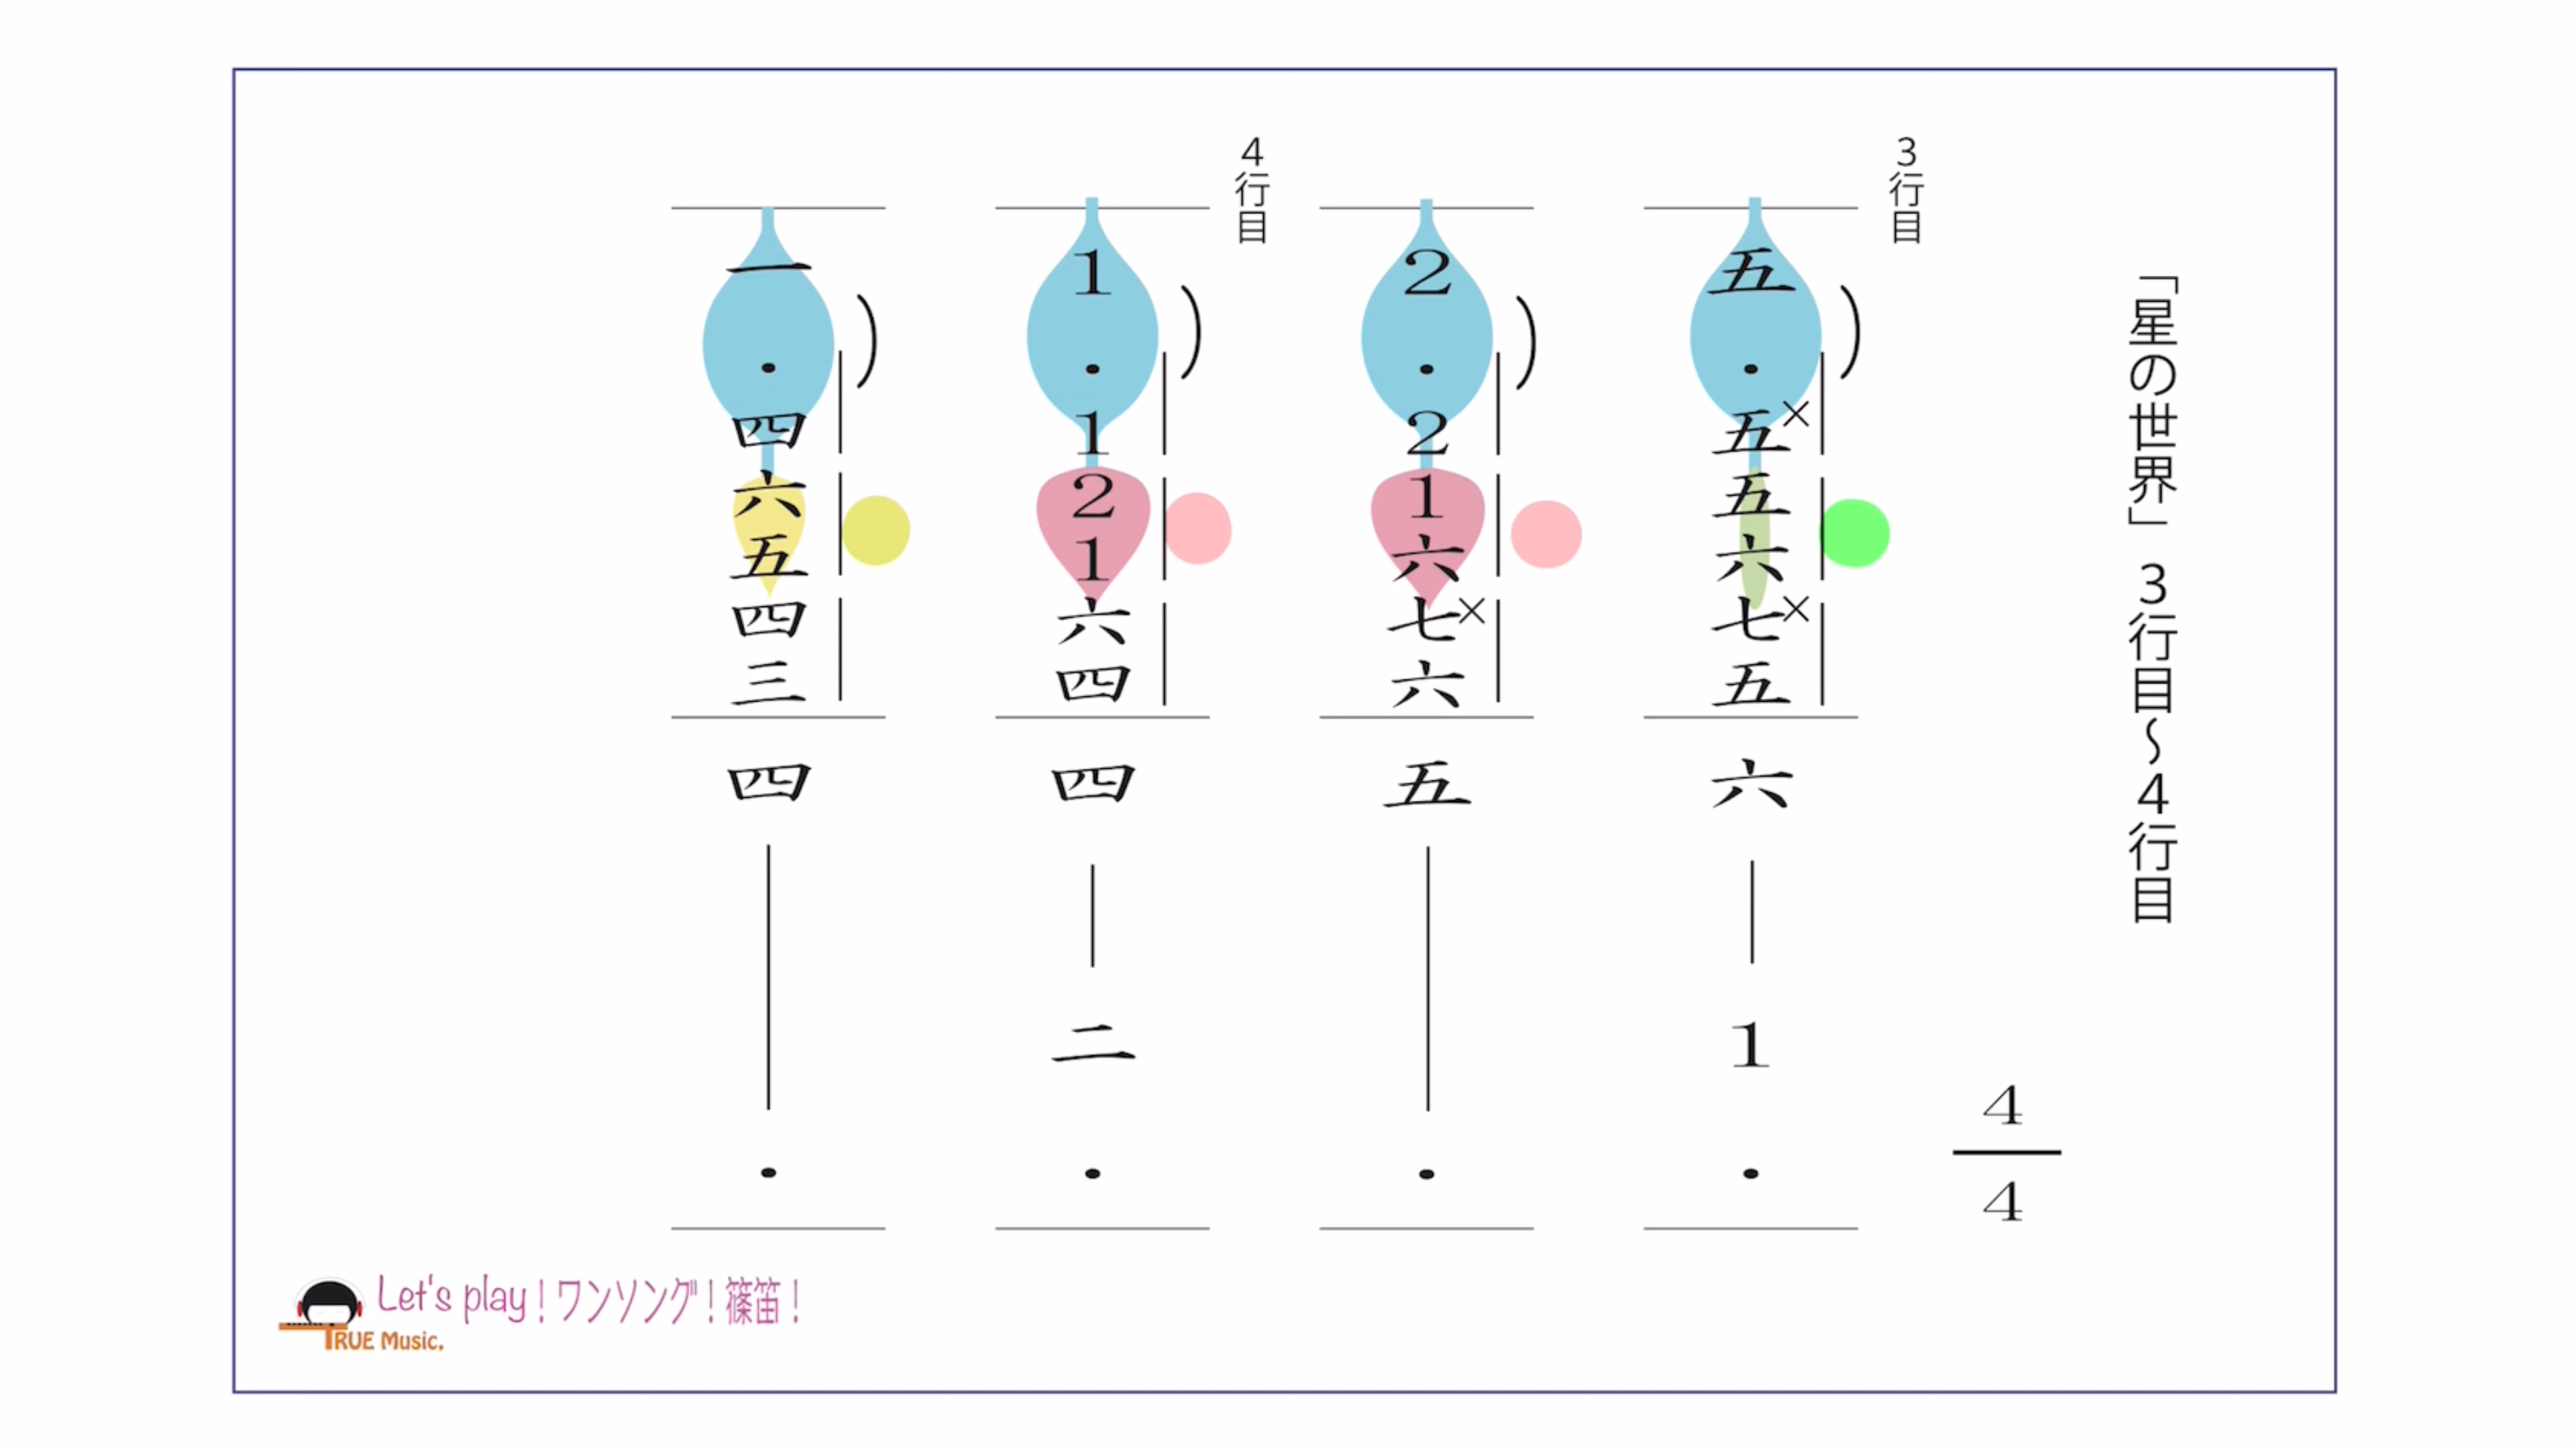 「星の世界」 3行目〜4行目
4
4
3行目
五・五×五六七×五
六｜1・
2・21六七×六
五｜・
4行目
1・121六四
四｜二・
一・四六五四三
四｜・
Let's play！ワンソング！篠笛！
TRUE Music.